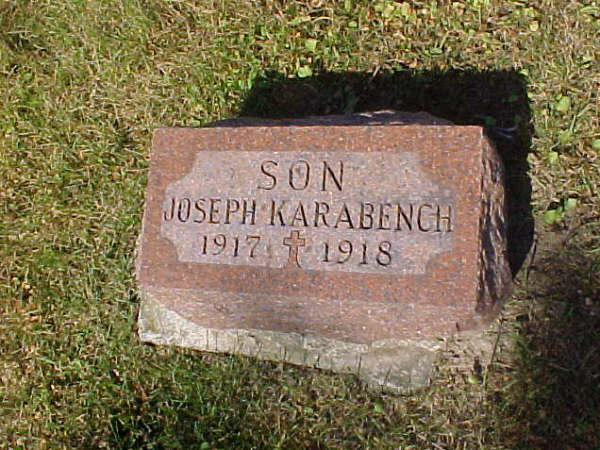 SON
JOSEPH KARABENCH
1917 ✝ 1918